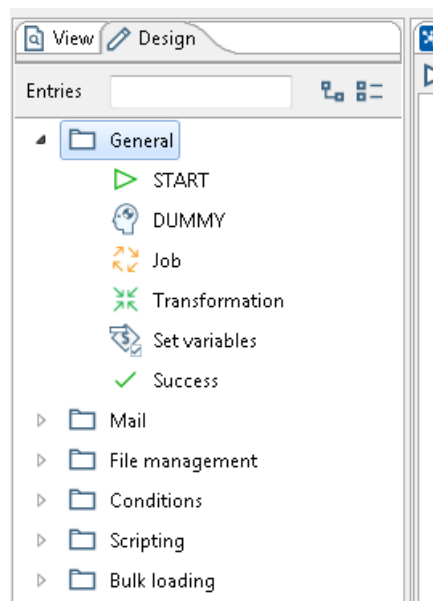 View Design
Entries
General
START
DUMMY
Job
Transformation
Set variables
Success
Mail
File management
Conditions
Scripting
Bulk loading